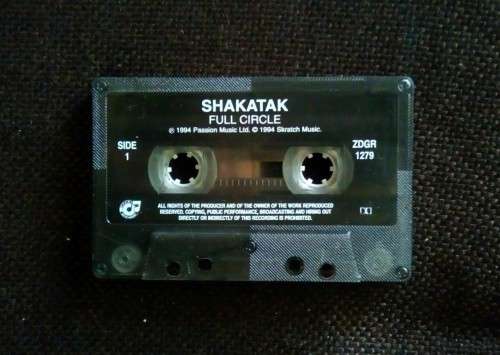 SHAKATAK
FULL CIRCLE
℗ 1994 Passion Music Ltd. © 1994 Skratch Music.
SIDE
1
ZDGR
1279
ALL RIGHTS OF THE PRODUCER AND OF THE OWNER OF THE WORK REPRODUCED
RESERVED, COPYING, PUBLIC PERFORMANCE, BROADCASTING AND HIRING OUT
DIRECTLY OR INDIRECTLY OF THIS RECORDING IS PROHIBITED.